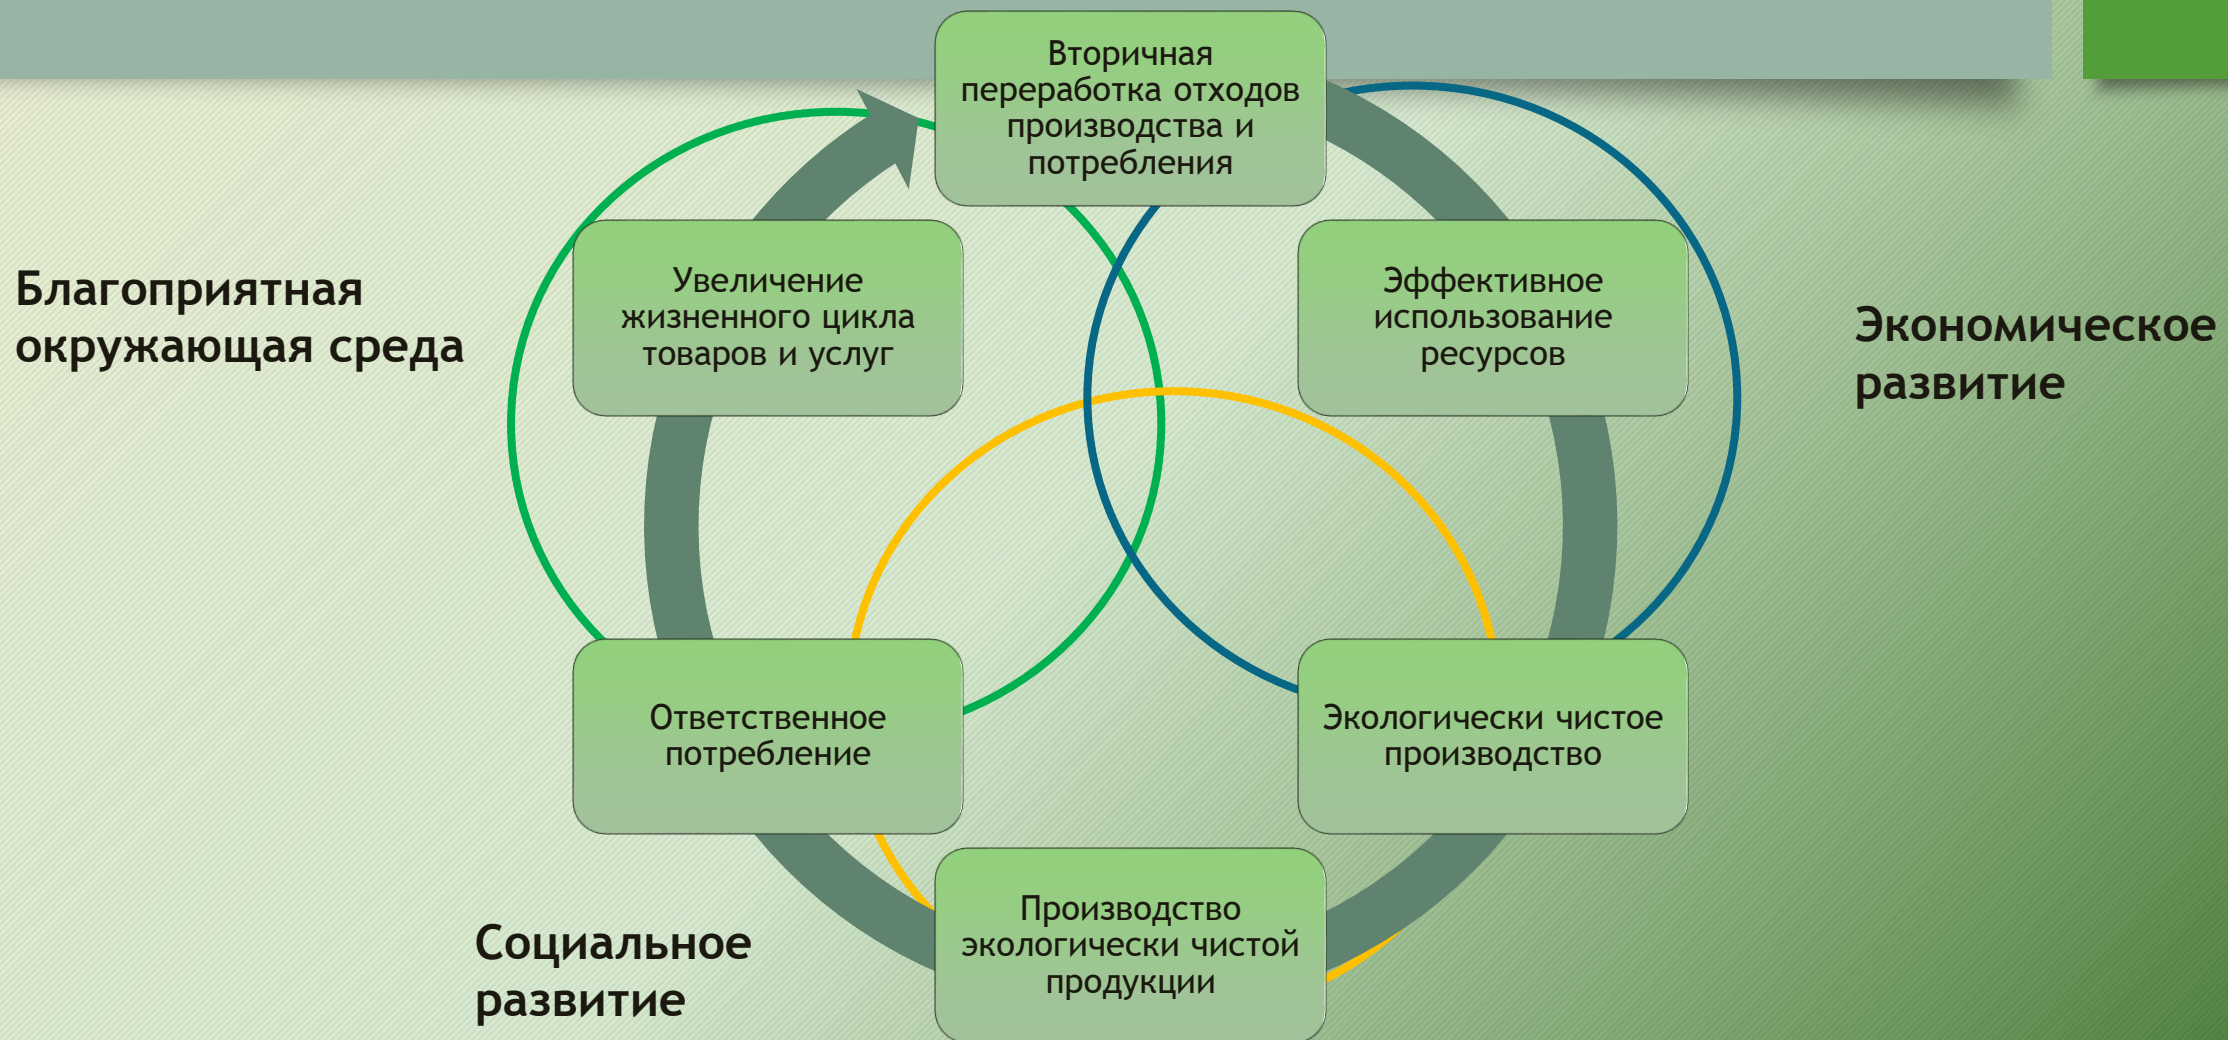 Вторичная
переработка отходов
производства и
потребления
Увеличение
жизненного цикла
товаров и услуг
Эффективное
использование
ресурсов
Благоприятная
окружающая среда
Экономическое
развитие
Ответственное
потребление
Экологически чистое
производство
Производство
экологически чистой
продукции
Социальное
развитие